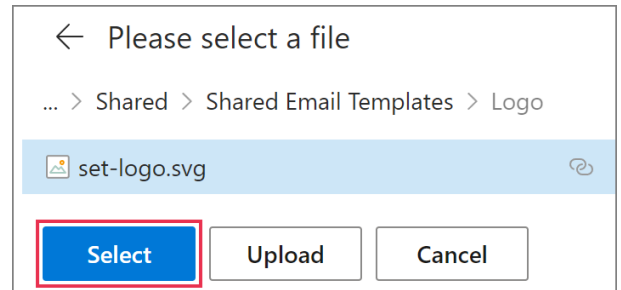 ← Please select a file
... > Shared > Shared Email Templates > Logo
set-logo.svg
Select Upload Cancel